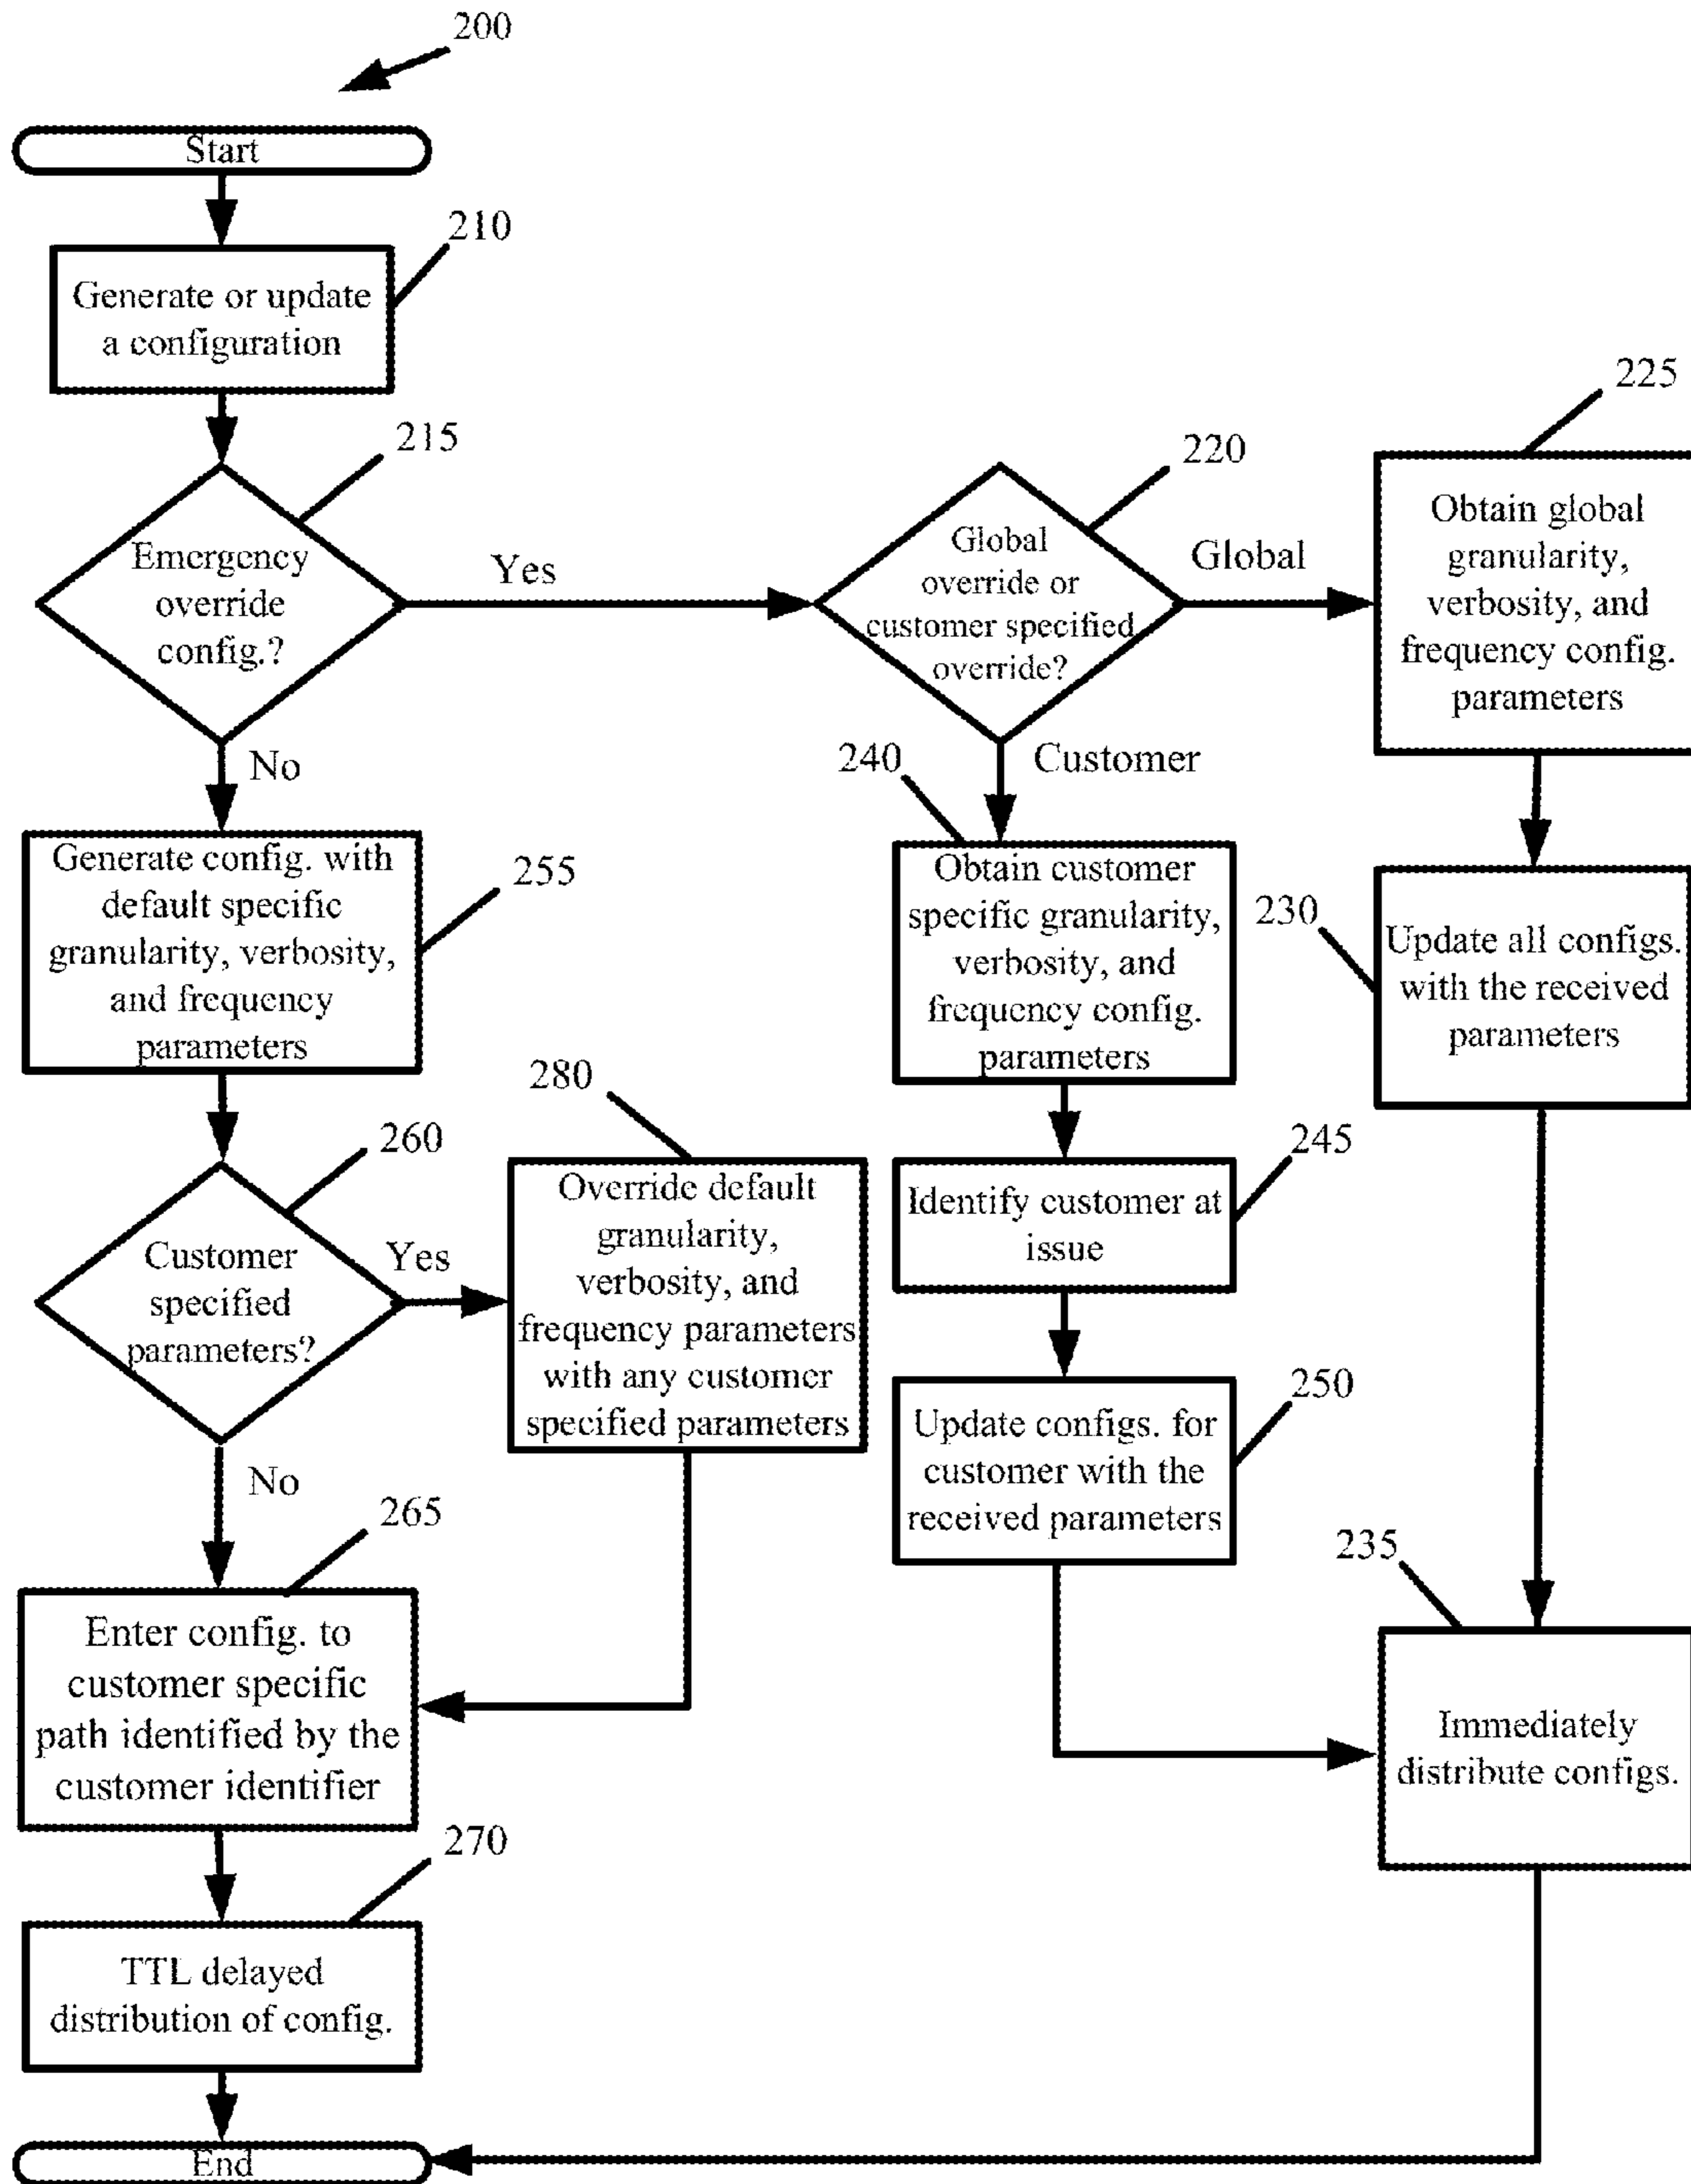 200
Start
210
Generate or update
a configuration
215
Emergency
override
config.?
Yes
220
Global
override or
customer specified
override?
Global
225
Obtain global
granularity,
verbosity, and
frequency config.
parameters
No
240
Customer
255
Generate config. with
default specific
granularity, verbosity,
and frequency
parameters
Obtain customer
specific granularity,
verbosity, and
frequency config.
parameters
230
Update all configs.
with the received
parameters
260
Customer
specified
parameters?
Yes
280
Override default
granularity,
verbosity, and
frequency parameters
with any customer
specified parameters
245
Identify customer at
issue
250
Update configs. for
customer with the
received parameters
No
265
Enter config. to
customer specific
path identified by the
customer identifier
235
Immediately
distribute configs.
270
TTL delayed
distribution of config.
End